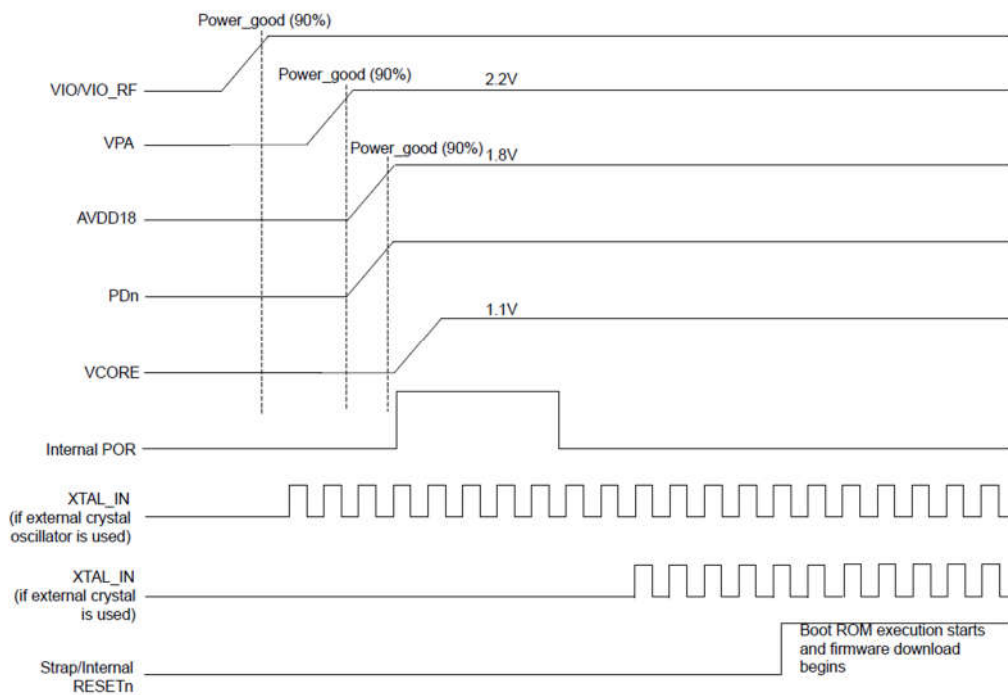 Power_good (90%)
VIO/VIO_RF
Power_good (90%)
2.2V
VPA
Power_good (90%)
1.8V
AVDD18
PDn
1.1V
VCORE
Internal POR
XTAL_IN
(if external crystal
oscillator is used)
XTAL_IN
(if external crystal
is used)
Boot ROM execution starts
and firmware download
begins
Strap/Internal
RESETn